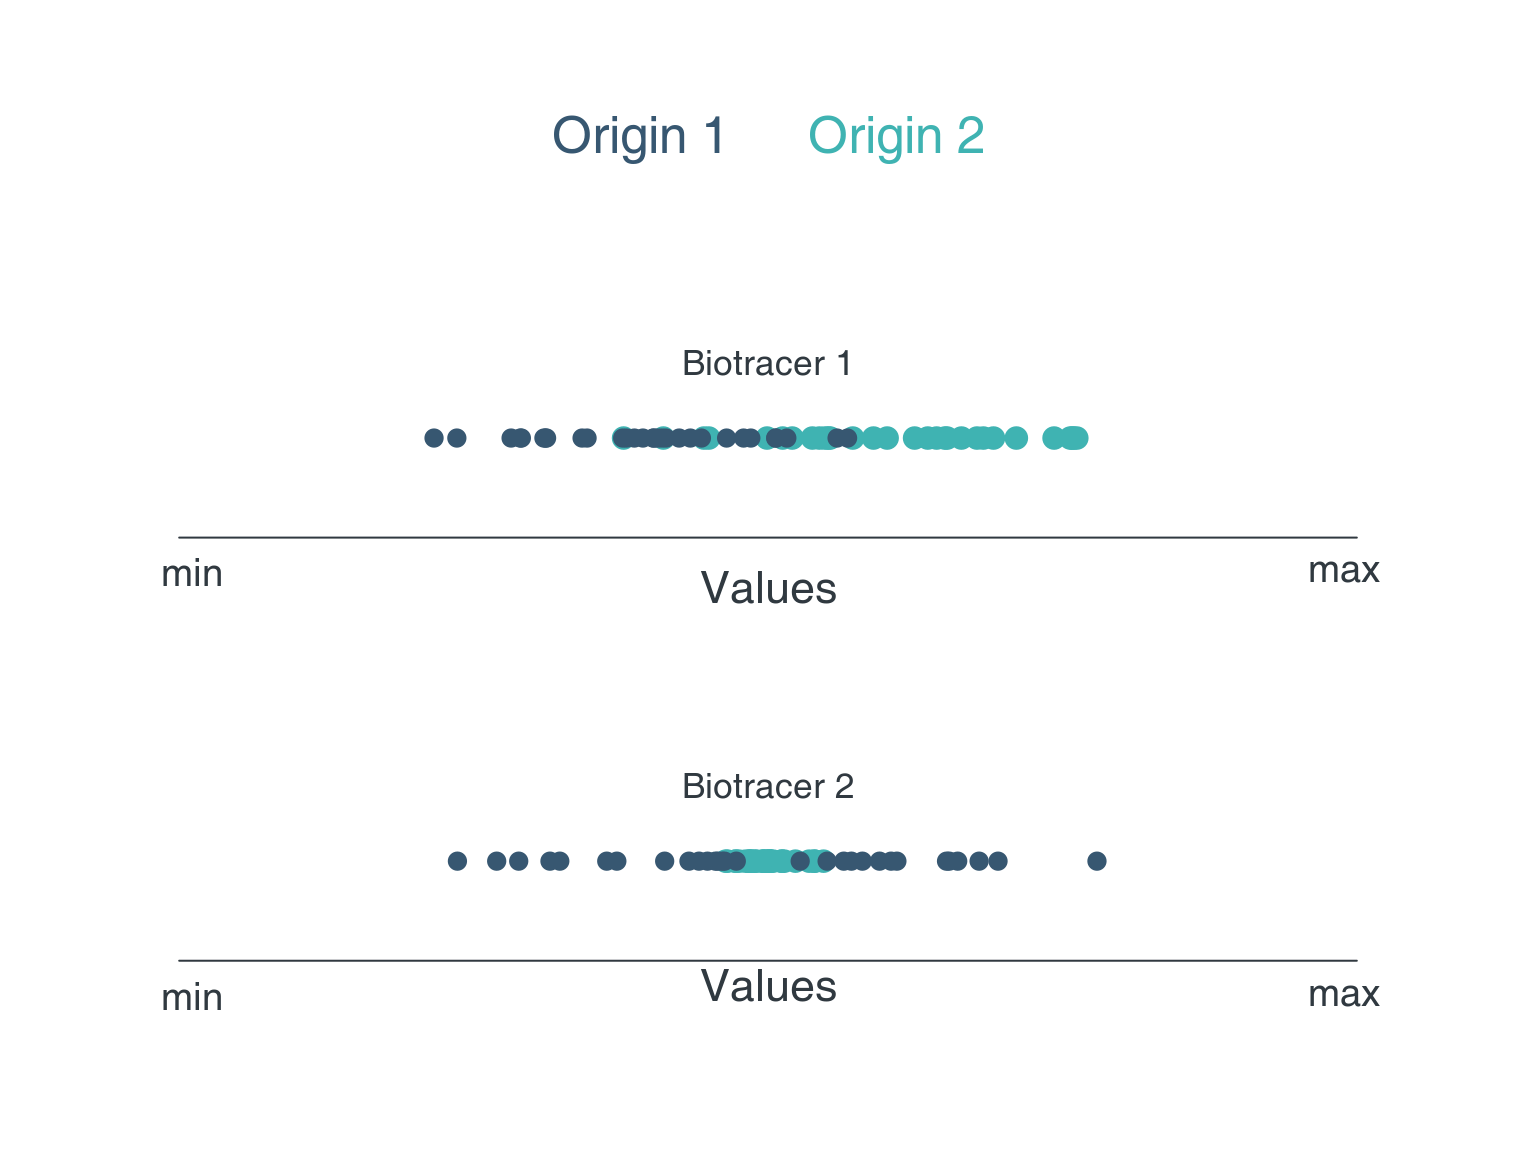 Origin 1 Origin 2
Biotracer 1
min Values max
Biotracer 2
min Values max